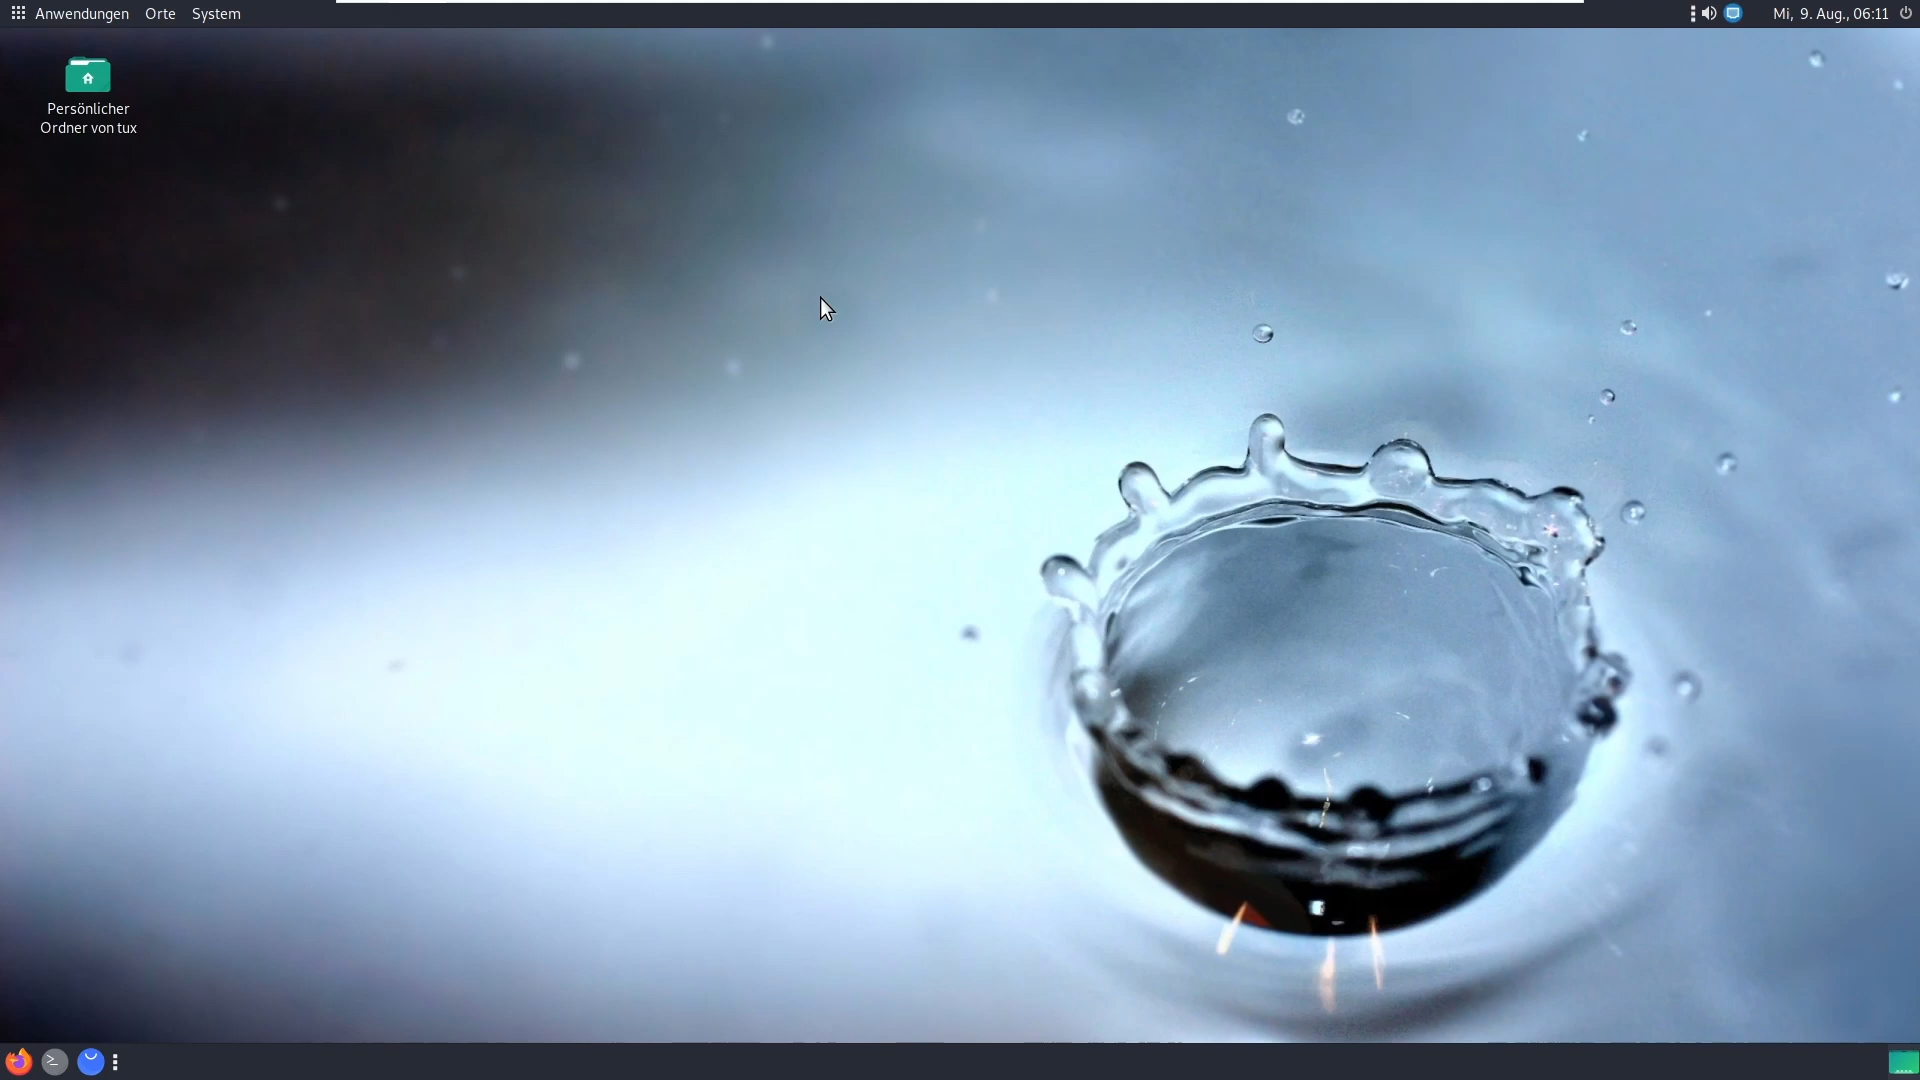 Anwendungen Orte System
Mi, 9. Aug., 06:11
Persönlicher
Ordner von tux